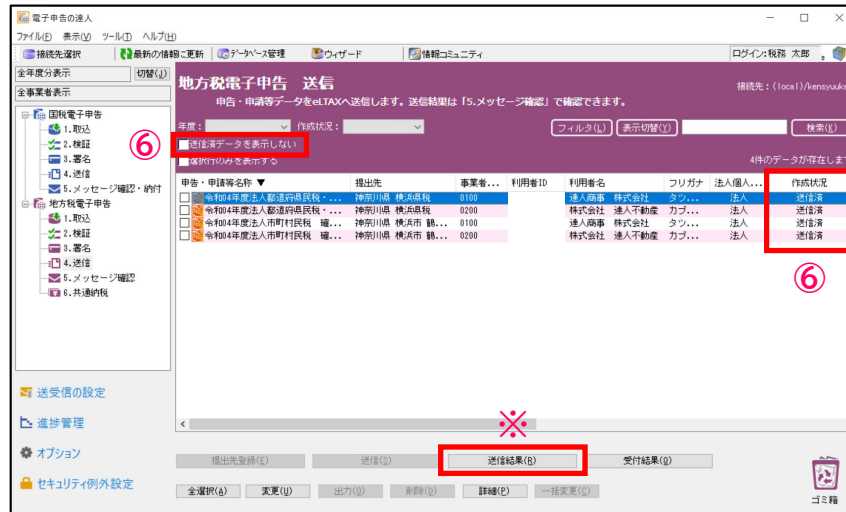 電子申告の達人
ファイル(F) 表示(V) ツール(T) ヘルプ(H)
接続先選択 最新の情報に更新 データベース管理 ウィザード 情報コミュニティ ログイン:税務 太郎
全年度分表示 切替(J)
全事業者表示
国税電子申告
1.取込
2.検証
3.署名
4.送信
5.メッセージ確認・納付
地方税電子申告
1.取込
2.検証
3.署名
4.送信
5.メッセージ確認
6.共通納税
送受信の設定
進捗管理
オプション
セキュリティ例外設定
地方税電子申告 送信
接続先:(local)/kensyuuk
申告・申請等データをeLTAXへ送信します。送信結果は「5.メッセージ確認」で確認できます。
年度: 作成状況: フィルタ(L) 表示切替(Y) 検索(K)
⑥
送信済データを表示しない
選択行のみを表示する
4件のデータが存在しま
申告・申請等名称 ▼ 提出先 事業者... 利用者ID 利用者名 フリガナ 法人個人... 作成状況
令和04年度法人都道府県民税・... 神奈川県 横浜県税 0100 達人商事 株式会社 タツ... 法人 送信済
令和04年度法人都道府県民税・... 神奈川県 横浜県税 0200 株式会社 達人不動産 カブ... 法人 送信済
令和04年度法人市町村民税 確... 神奈川県 横浜市 鶴... 0100 達人商事 株式会社 タツ... 法人 送信済
令和04年度法人市町村民税 確... 神奈川県 横浜市 鶴... 0200 株式会社 達人不動産 カブ... 法人 送信済
⑥
※
提出先登録(E) 送信(S) 送信結果(R) 受付結果(Q)
全選択(A) 変更(U) 出力(O) 削除(D) 詳細(P) 一括変更(C)
ゴミ箱